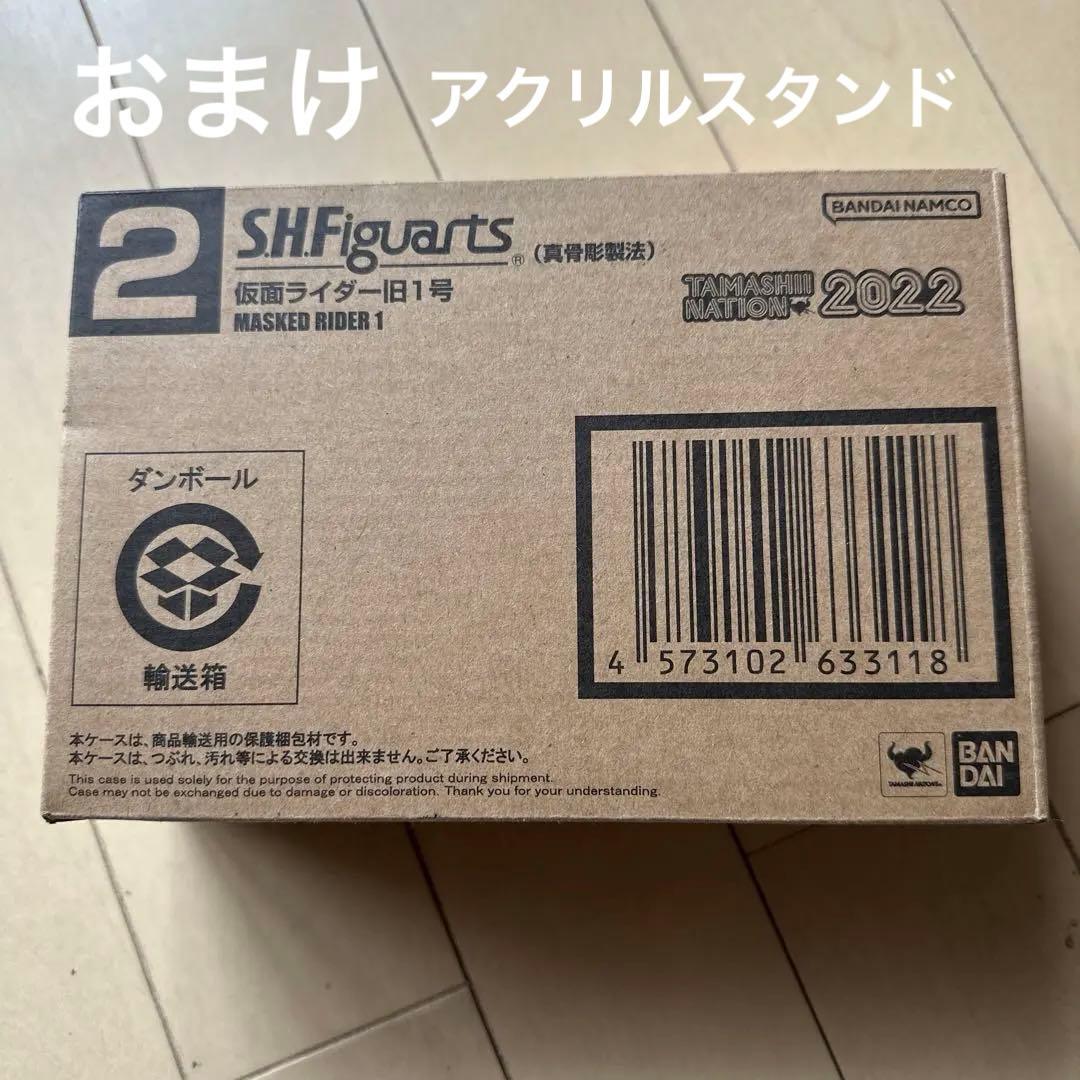 おまけ アクリルスタンド
2
S.H.Figuarts® (真骨彫製法)
仮面ライダー旧1号
MASKED RIDER 1
BANDAI NAMCO
TAMASHII NATION 2022
ダンボール
輸送箱
4 573102 633118
本ケースは、商品輸送用の保護梱包材です。
本ケースは、つぶれ、汚れ等による交換は出来ません。ご了承ください。
This case is used solely for the purpose of protecting product during shipment.
Case may not be exchanged due to damage or discoloration. Thank you for your understanding.
TAMASHII NATIONS
BAN
DAI